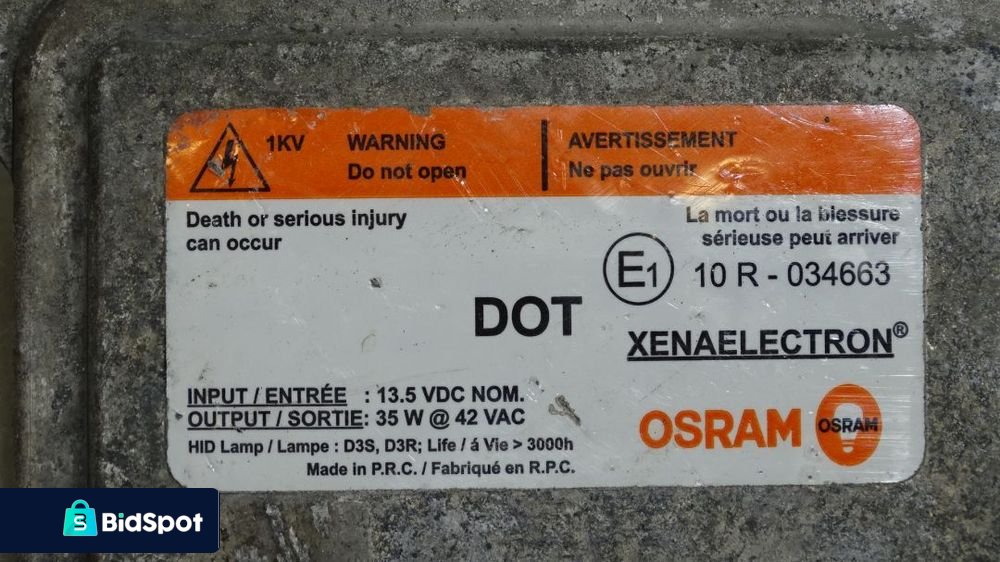 1KV WARNING AVERTISSEMENT
Do not open Ne pas ouvrir
Death or serious injury
can occur
La mort ou la blessure
sérieuse peut arriver
E1 10 R - 034663
DOT
XENAELECTRON®
INPUT / ENTRÉE : 13.5 VDC NOM.
OUTPUT / SORTIE: 35 W @ 42 VAC
HID Lamp / Lampe : D3S, D3R; Life / á Vie > 3000h
Made in P.R.C. / Fabriqué en R.P.C.
OSRAM OSRAM
S BidSpot